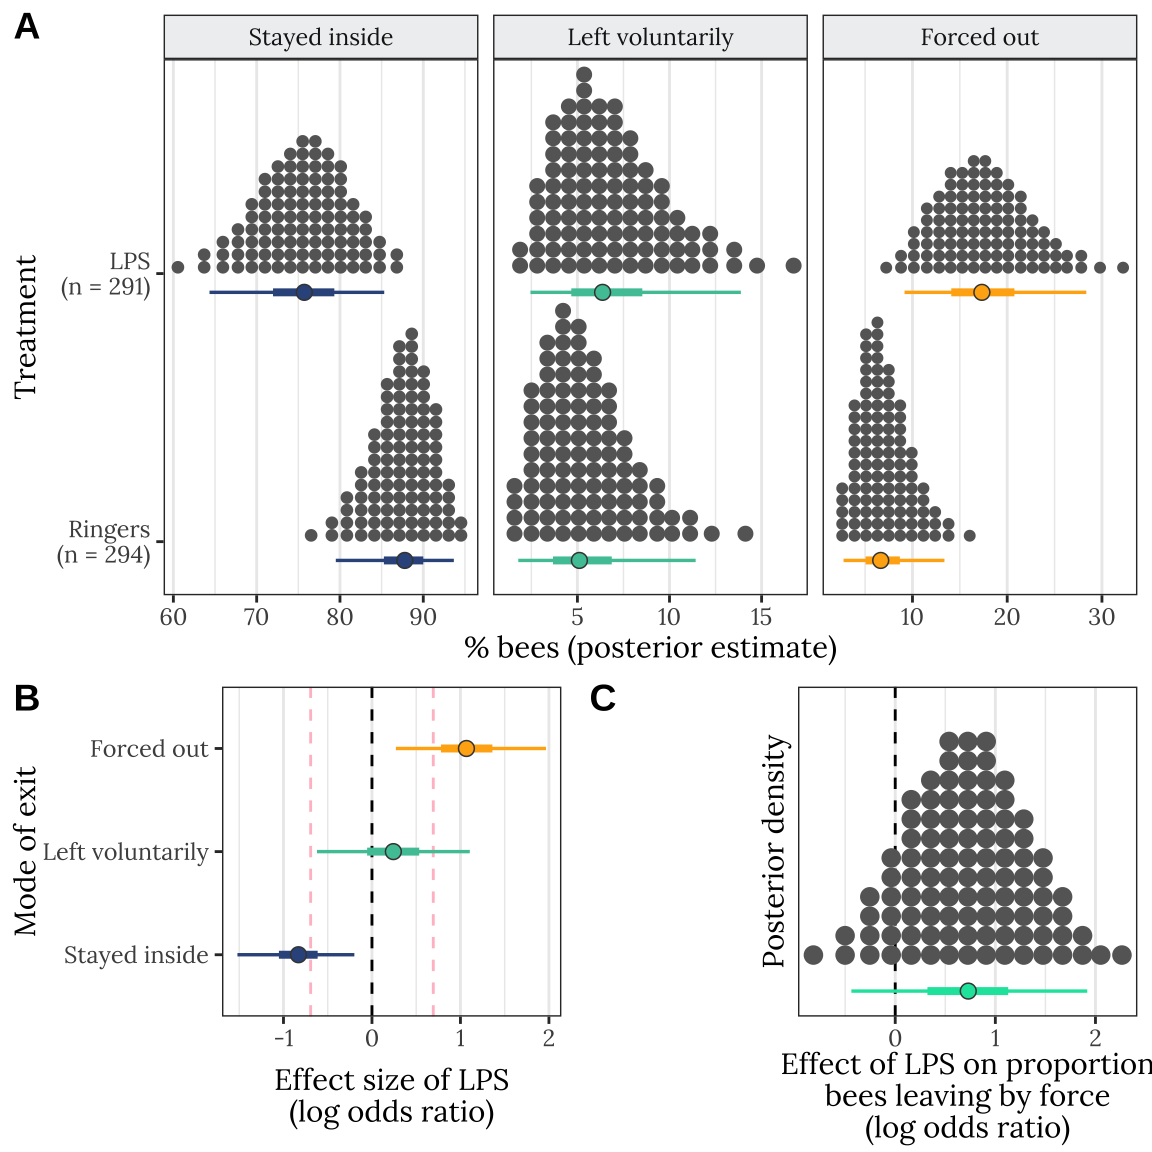 A
Stayed inside
Left voluntarily
Forced out
Treatment
LPS
(n = 291)
Ringers
(n = 294)
60 70 80 90
5 10 15
10 20 30
% bees (posterior estimate)
B
Mode of exit
Forced out
Left voluntarily
Stayed inside
-1 0 1 2
Effect size of LPS
(log odds ratio)
C
Posterior density
0 1 2
Effect of LPS on proportion
bees leaving by force
(log odds ratio)